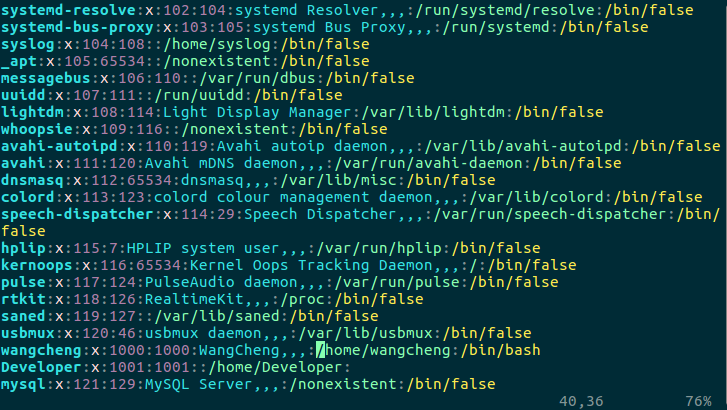 systemd-resolve:x:102:104:systemd Resolver,,,:/run/systemd/resolve:/bin/false
systemd-bus-proxy:x:103:105:systemd Bus Proxy,,,:/run/systemd:/bin/false
syslog:x:104:108::/home/syslog:/bin/false
_apt:x:105:65534::/nonexistent:/bin/false
messagebus:x:106:110::/var/run/dbus:/bin/false
uuidd:x:107:111::/run/uuidd:/bin/false
lightdm:x:108:114:Light Display Manager:/var/lib/lightdm:/bin/false
whoopsie:x:109:116::/nonexistent:/bin/false
avahi-autoipd:x:110:119:Avahi autoip daemon,,,:/var/lib/avahi-autoipd:/bin/false
avahi:x:111:120:Avahi mDNS daemon,,,:/var/run/avahi-daemon:/bin/false
dnsmasq:x:112:65534:dnsmasq,,,:/var/lib/misc:/bin/false
colord:x:113:123:colord colour management daemon,,,:/var/lib/colord:/bin/false
speech-dispatcher:x:114:29:Speech Dispatcher,,,:/var/run/speech-dispatcher:/bin/
false
hplip:x:115:7:HPLIP system user,,,:/var/run/hplip:/bin/false
kernoops:x:116:65534:Kernel Oops Tracking Daemon,,,:/:/bin/false
pulse:x:117:124:PulseAudio daemon,,,:/var/run/pulse:/bin/false
rtkit:x:118:126:RealtimeKit,,,:/proc:/bin/false
saned:x:119:127::/var/lib/saned:/bin/false
usbmux:x:120:46:usbmux daemon,,,:/var/lib/usbmux:/bin/false
wangcheng:x:1000:1000:WangCheng,,,:/home/wangcheng:/bin/bash
Developer:x:1001:1001::/home/Developer:
mysql:x:121:129:MySQL Server,,,:/nonexistent:/bin/false
40,36 76%